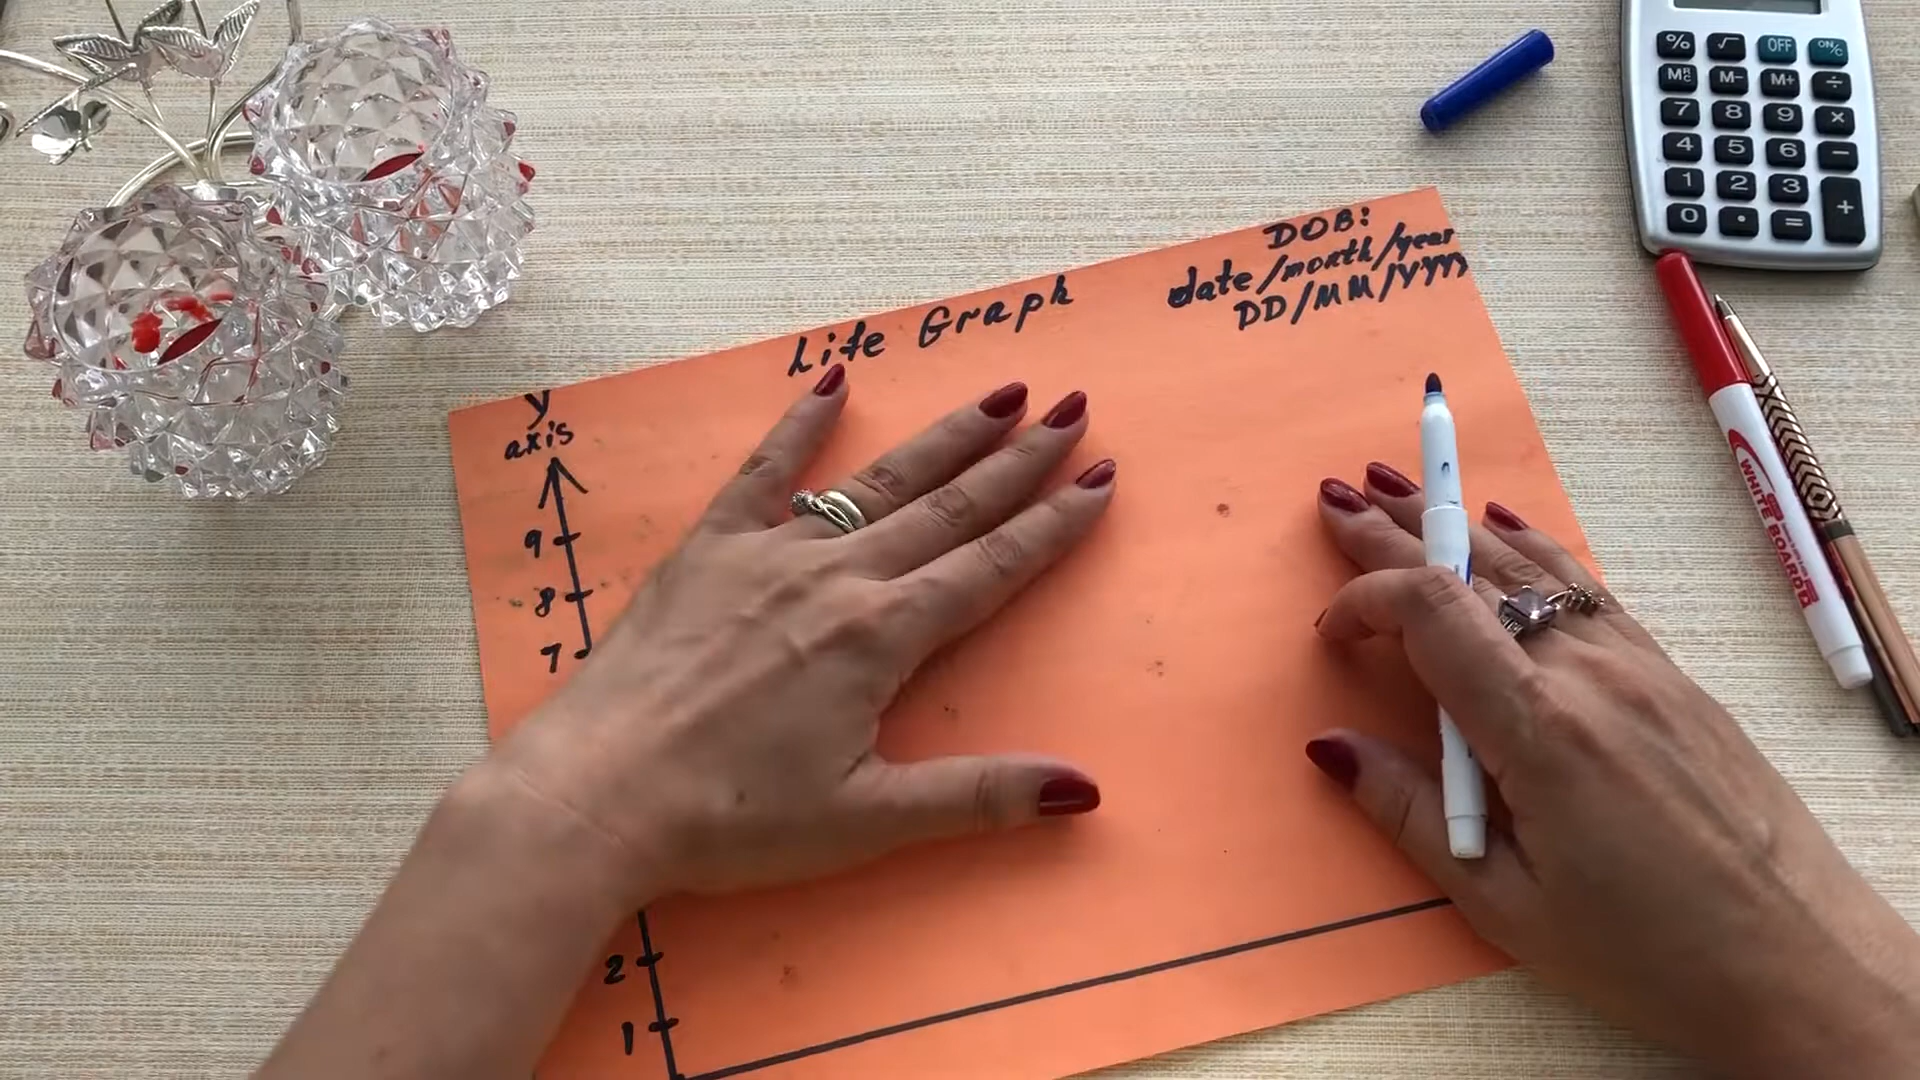 Life Graph
DOB:
date/month/year
DD/MM/YYYY
y
axis
9
8
7
2
1
% √ OFF ON/C
MRC M- M+ ÷
7 8 9 ×
4 5 6 −
1 2 3 +
0 • =
WHITE BOARD